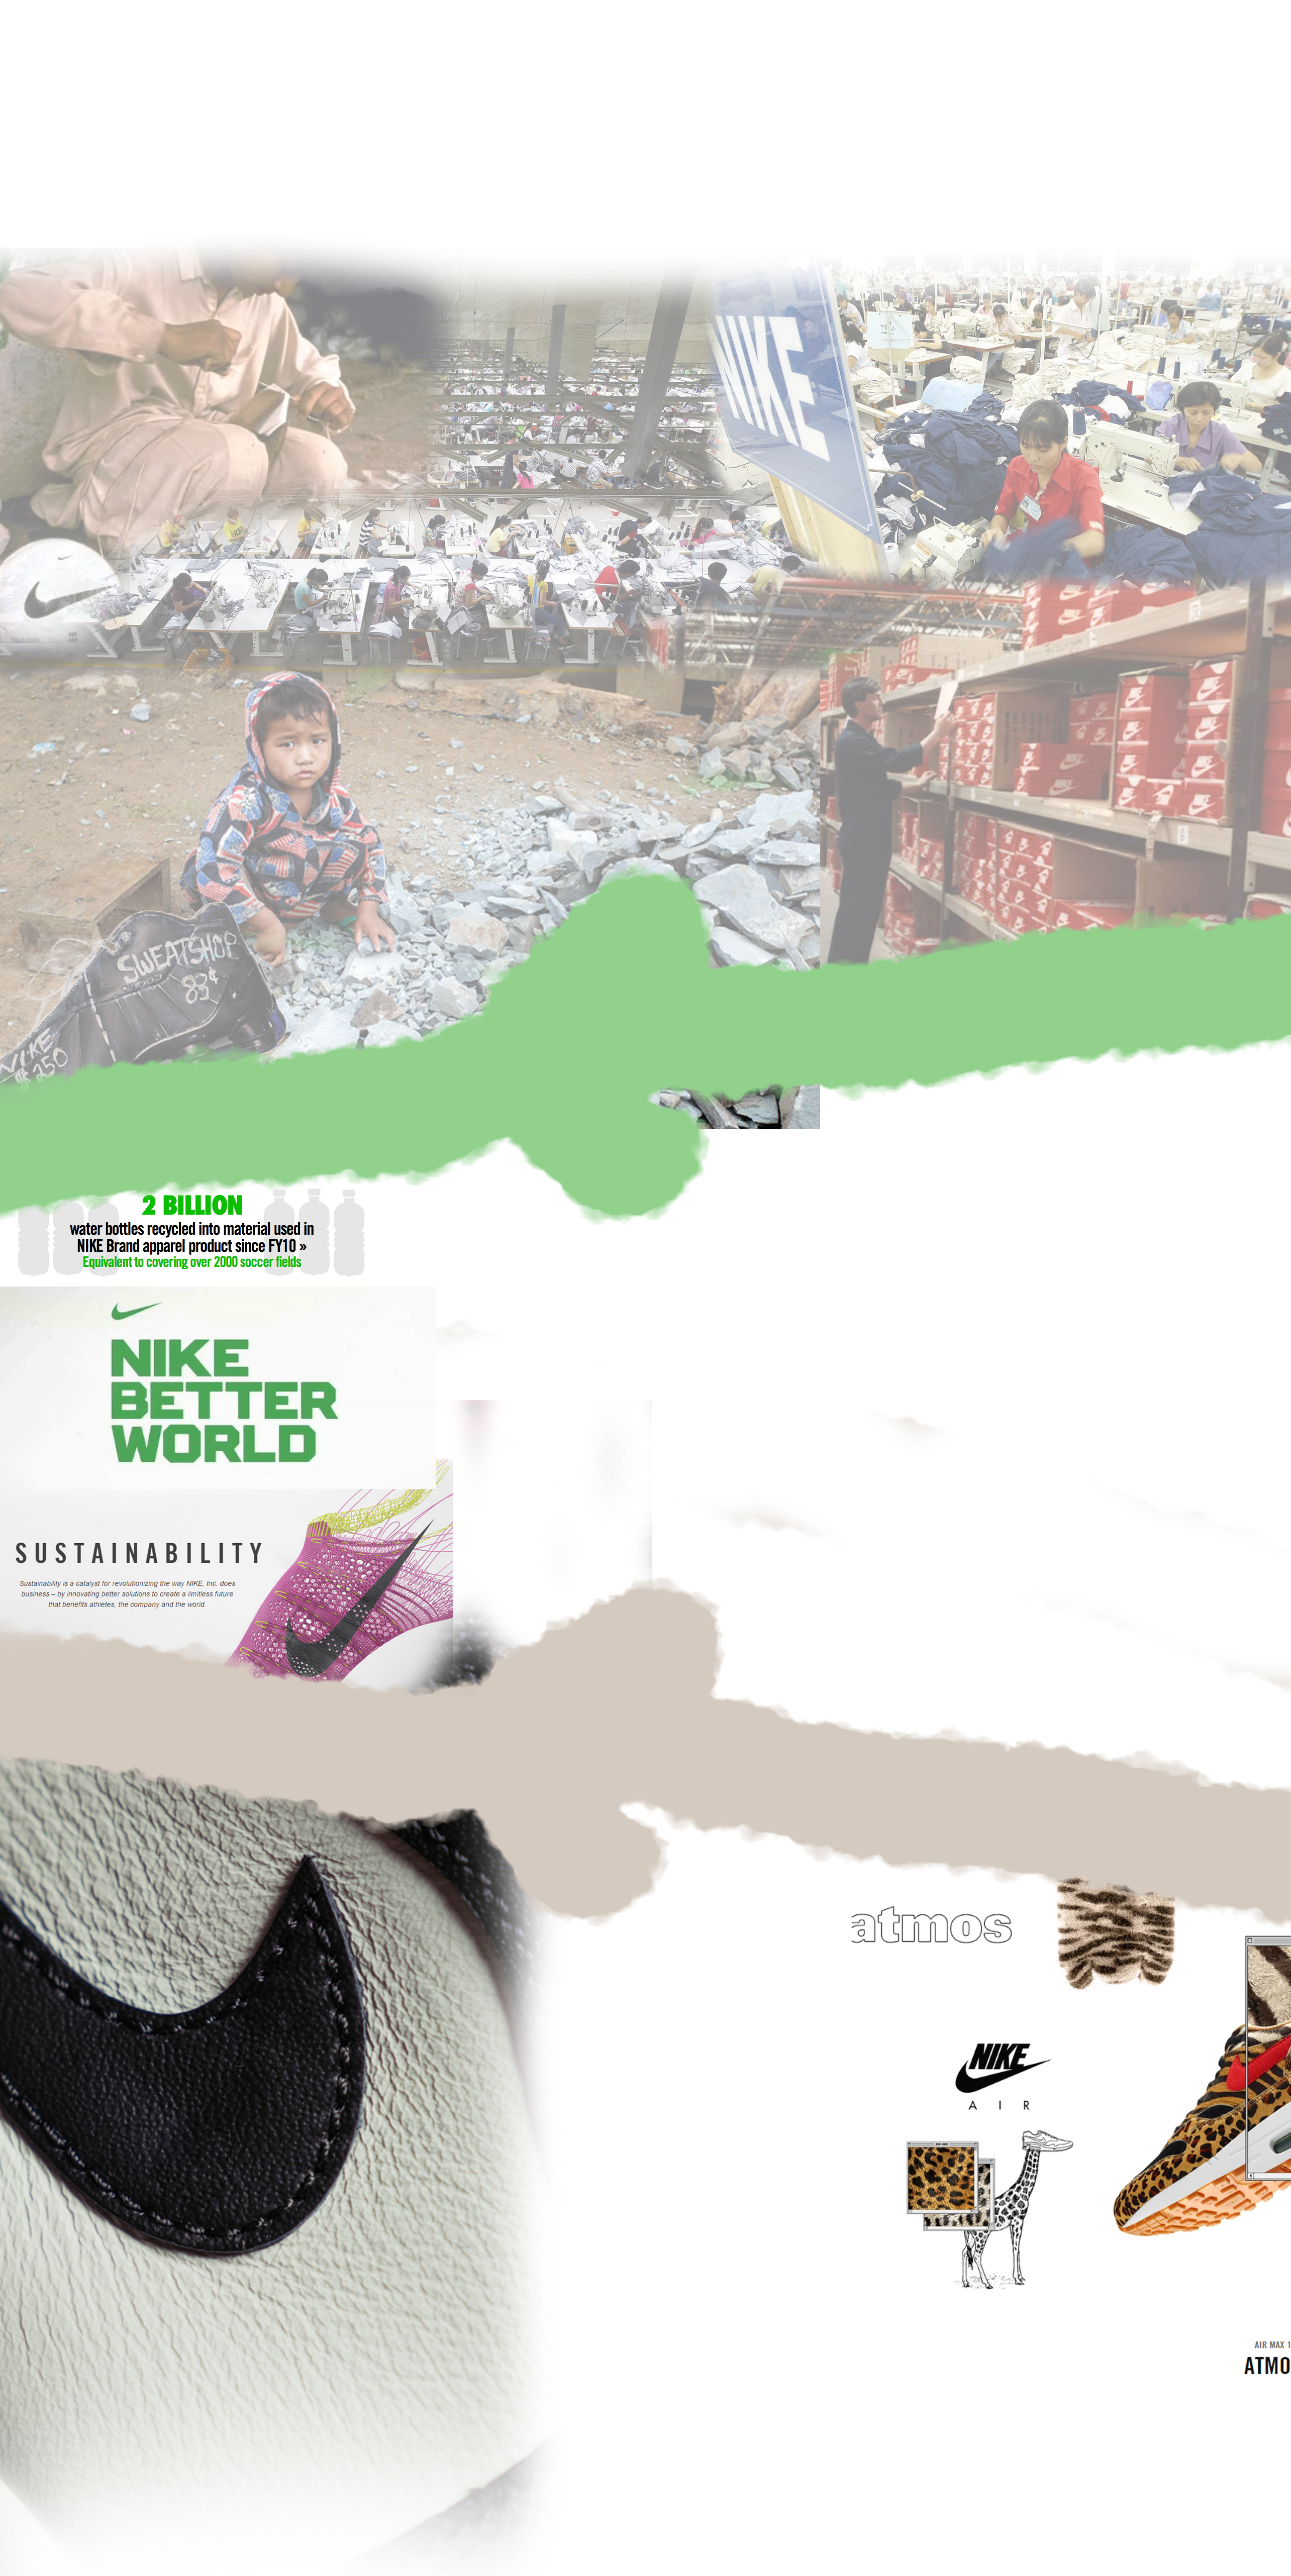 NIKE
SWEATSHOP
83¢
NIKE
$250
2 BILLION
water bottles recycled into material used in
NIKE Brand apparel product since FY10 »
Equivalent to covering over 2000 soccer fields
NIKE
BETTER
WORLD
SUSTAINABILITY
Sustainability is a catalyst for revolutionizing the way NIKE, Inc. does
business – by innovating better solutions to create a limitless future
that benefits athletes, the company and the world.
atmos
NIKE
AIR
AIR MAX 1
ATMO